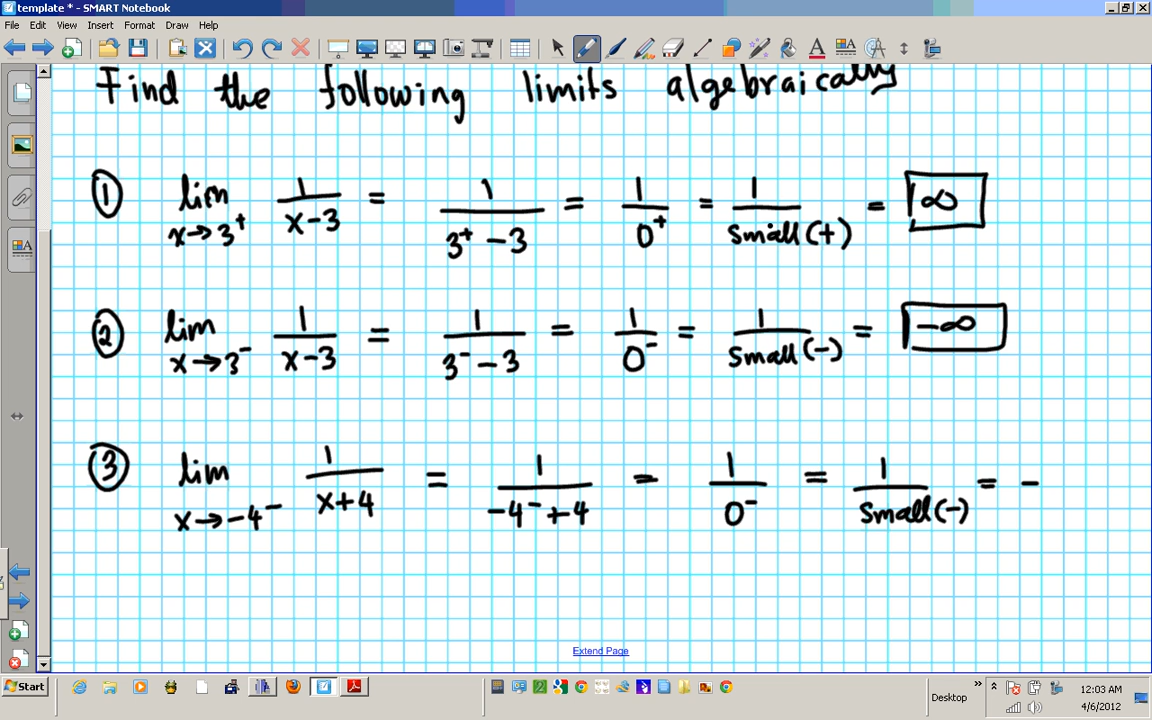 template * - SMART Notebook
File Edit View Insert Format Draw Help
Find the following limits algebraically
① lim x→3⁺ 1/(x-3) = 1/(3⁺ - 3) = 1/0⁺ = 1/small(+) = ∞
② lim x→3⁻ 1/(x-3) = 1/(3⁻ - 3) = 1/0⁻ = 1/small(-) = -∞
③ lim x→-4⁻ 1/(x+4) = 1/(-4⁻ + 4) = 1/0⁻ = 1/small(-) = -
Extend Page
Start Desktop » 12:03 AM
4/6/2012